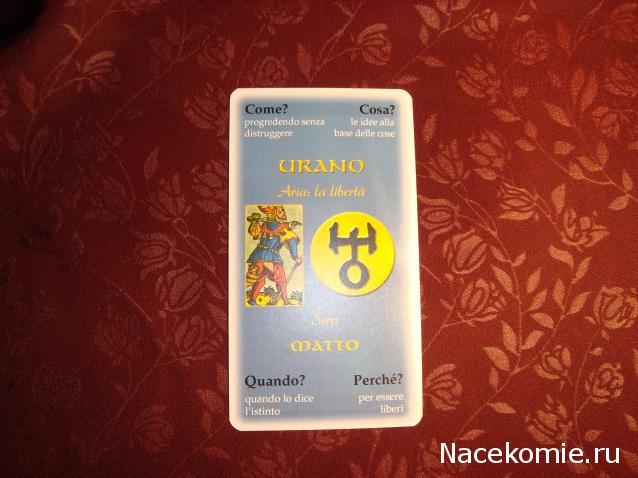 Come?
progredendo senza
distruggere
Cosa?
le idee alla
base delle cose
URANO
Aria: la libertà
Sera
MATTO
Quando?
quando lo dice
l'istinto
Perché?
per essere
liberi
Nacekomie.ru